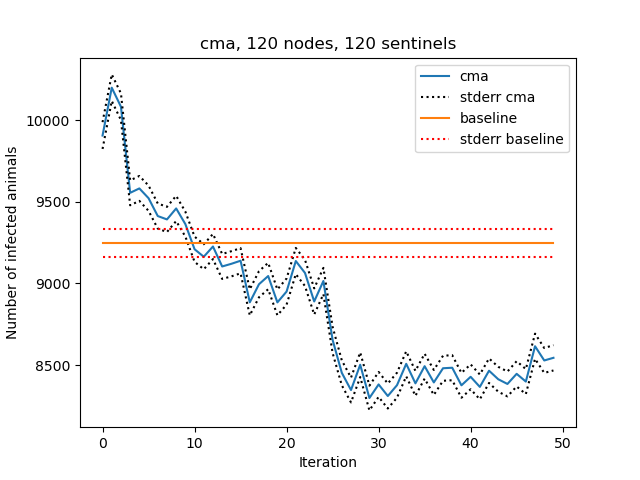 cma, 120 nodes, 120 sentinels
cma
stderr cma
baseline
stderr baseline
Number of infected animals
10000
9500
9000
8500
0 10 20 30 40 50
Iteration